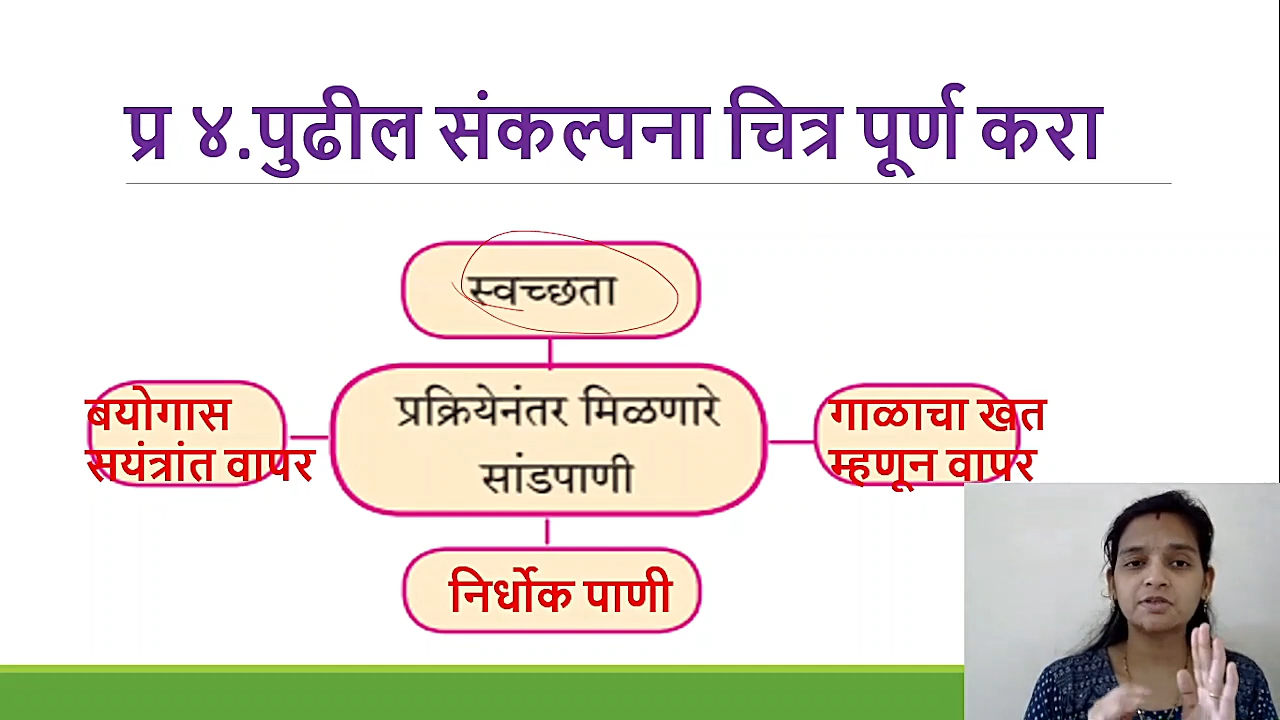 प्र ४.पुढील संकल्पना चित्र पूर्ण करा
स्वच्छता
बयोगास
सयंत्रांत वापर
प्रक्रियेनंतर मिळणारे
सांडपाणी
गाळाचा खत
म्हणून वापर
निर्धोक पाणी